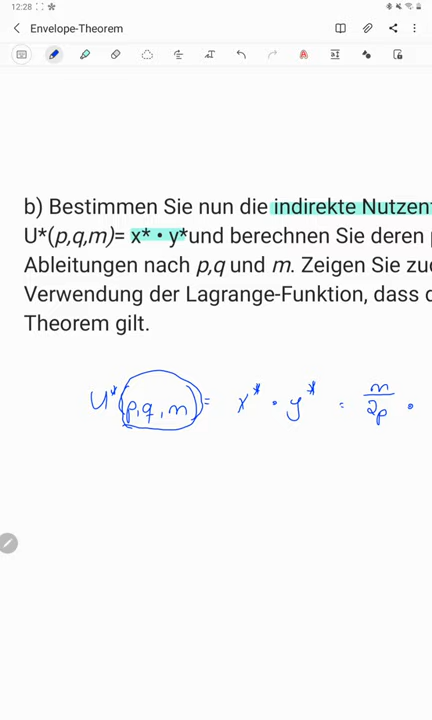 12:28
Envelope-Theorem
b) Bestimmen Sie nun die indirekte Nutzen
U*(p,q,m)= x* • y* und berechnen Sie deren
Ableitungen nach p,q und m. Zeigen Sie
Verwendung der Lagrange-Funktion, dass
Theorem gilt.
U*(p,q,m) = x* · y* = m/2p ·